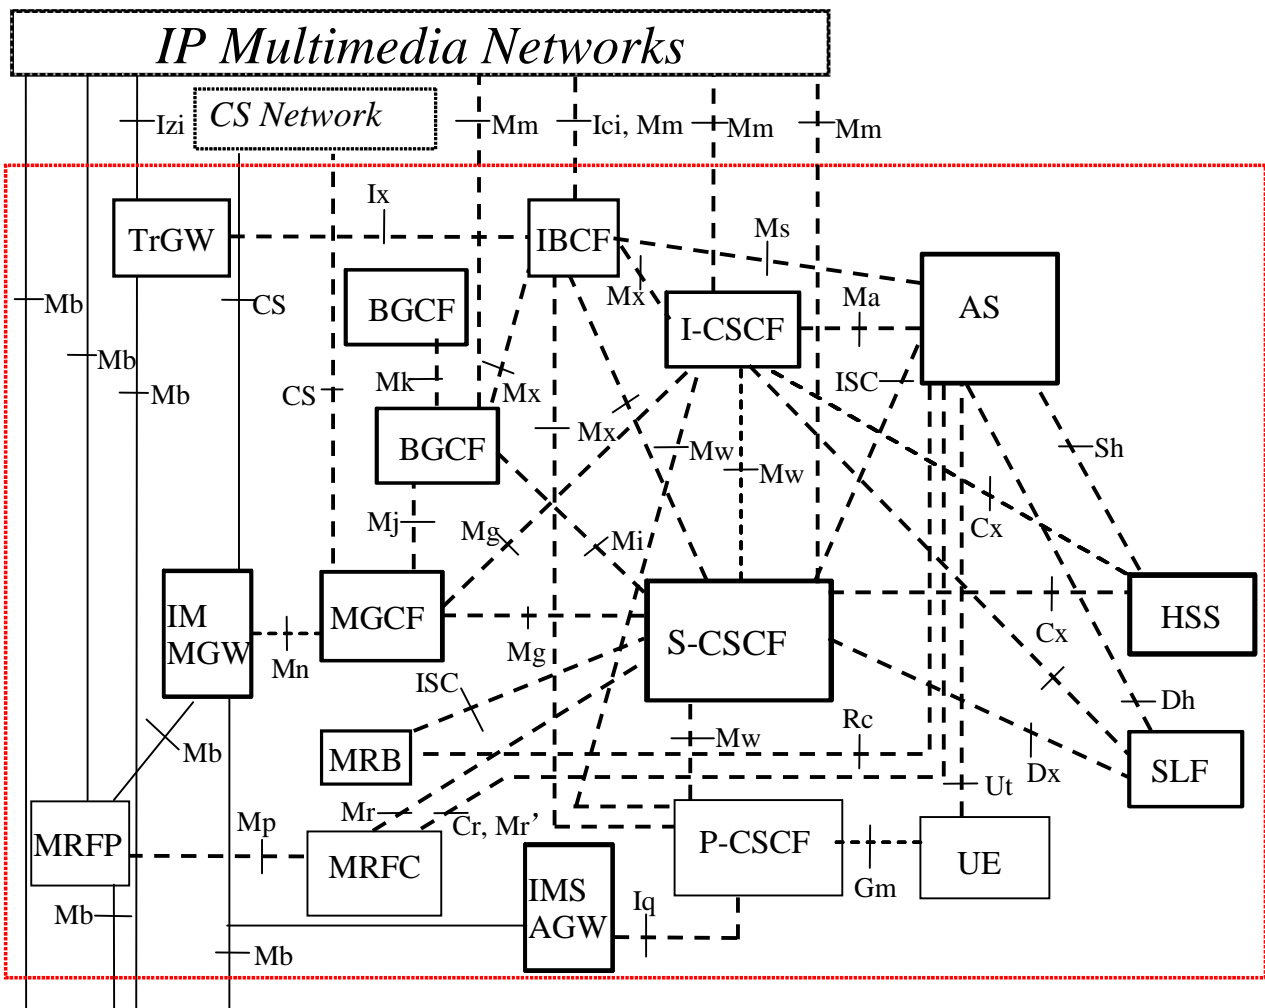 IP Multimedia Networks
Izi
CS Network
Mm
Ici, Mm
Mm
Mm
Ix
TrGW
IBCF
Ms
AS
Mb
CS
BGCF
Mx
I-CSCF
Ma
Mb
Mb
CS
Mk
Mx
ISC
BGCF
Mx
Mw
Mw
Sh
Mj
Mg
Mi
Cx
IM
MGW
MGCF
S-CSCF
HSS
Mn
Mg
Cx
ISC
Mb
MRB
Mw
Rc
Dh
Dx
SLF
Ut
MRFP
Mp
Mr
Cr, Mr’
MRFC
P-CSCF
UE
Gm
IMS
AGW
Iq
Mb
Mb